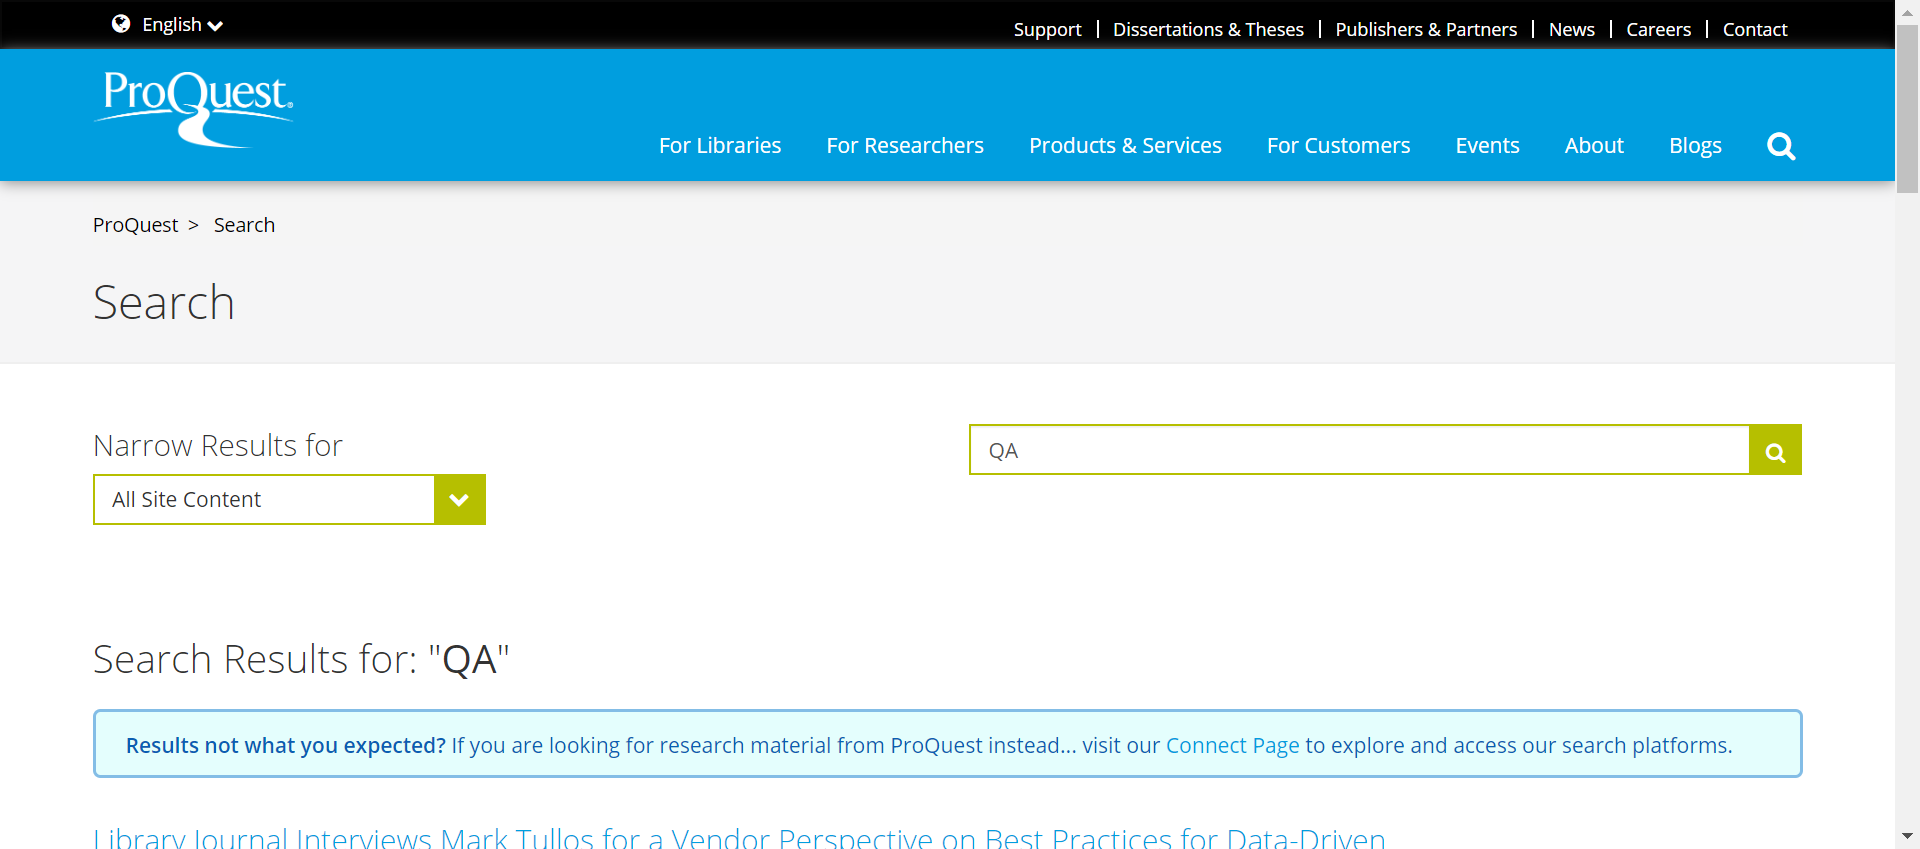 English
Support | Dissertations & Theses | Publishers & Partners | News | Careers | Contact
ProQuest®
For Libraries For Researchers Products & Services For Customers Events About Blogs
ProQuest > Search
Search
Narrow Results for
All Site Content
QA
Search Results for: "QA"
Results not what you expected? If you are looking for research material from ProQuest instead... visit our Connect Page to explore and access our search platforms.
Library Journal Interviews Mark Tullos for a Vendor Perspective on Best Practices for Data-Driven